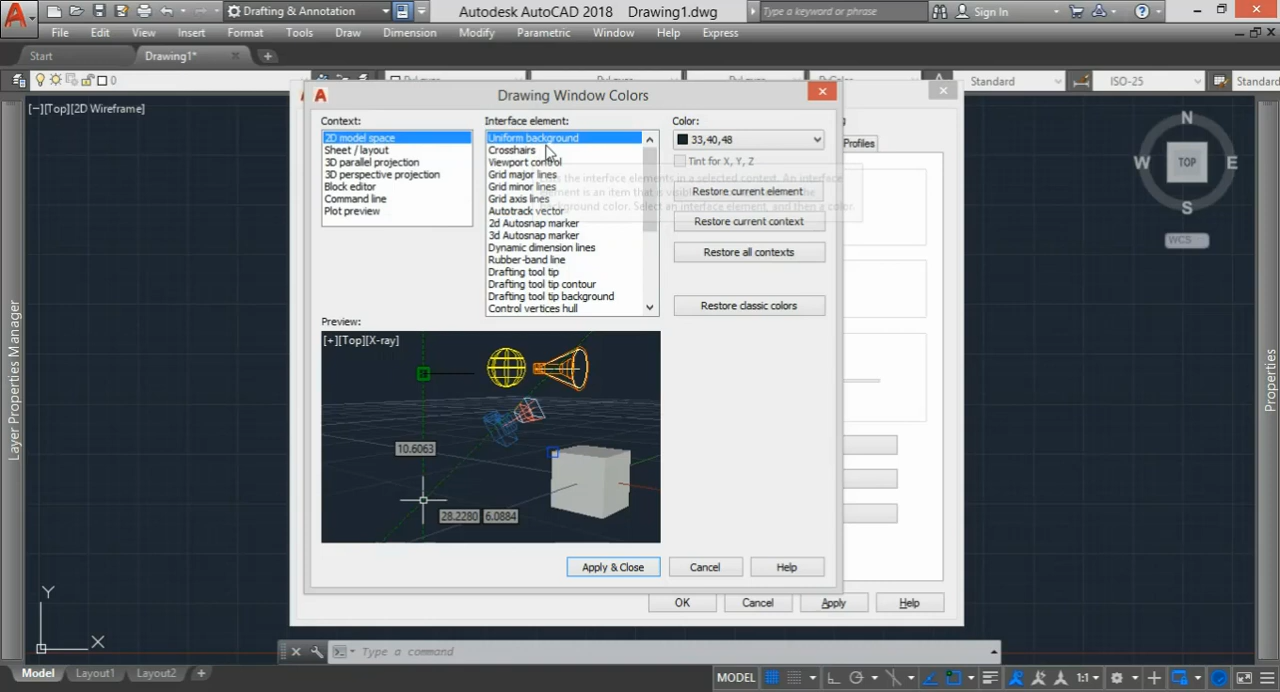 Drafting & Annotation
Autodesk AutoCAD 2018 Drawing1.dwg
Type a keyword or phrase
Sign In
File Edit View Insert Format Tools Draw Dimension Modify Parametric Window Help Express
Start
Drawing1*
0
Standard
ISO-25
Standard
[−][Top][2D Wireframe]
Drawing Window Colors
Context:
Interface element:
Color:
2D model space
Sheet / layout
3D parallel projection
3D perspective projection
Block editor
Command line
Plot preview
Uniform background
Crosshairs
Viewport control
Grid major lines
Grid minor lines
Grid axis lines
Autotrack vector
2d Autosnap marker
3d Autosnap marker
Dynamic dimension lines
Rubber-band line
Drafting tool tip
Drafting tool tip contour
Drafting tool tip background
Control vertices hull
33,40,48
Tint for X, Y, Z
Restore current element
Restore current context
Restore all contexts
Restore classic colors
Profiles
Preview:
[+][Top][X-ray]
10.6063
28.2280 6.0884
Apply & Close
Cancel
Help
OK
Cancel
Apply
Help
N
W
TOP
E
S
WCS
Layer Properties Manager
Properties
Y
X
Type a command
Model
Layout1
Layout2
MODEL
1:1